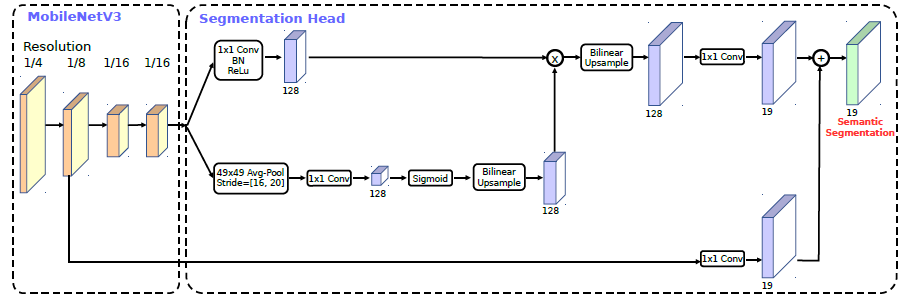 MobileNetV3
Segmentation Head
Resolution
1/4 1/8 1/16 1/16
1x1 Conv
BN
ReLu
128
X
Bilinear
Upsample
128
1x1 Conv
19
+
19
Semantic
Segmentation
49x49 Avg-Pool
Stride=[16, 20]
1x1 Conv
128
Sigmoid
Bilinear
Upsample
128
1x1 Conv
19